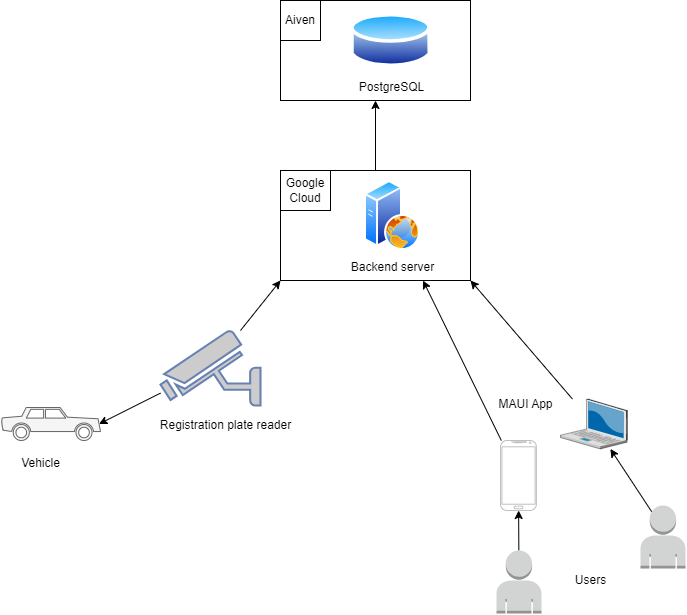 Aiven
PostgreSQL
Google
Cloud
Backend server
MAUI App
Registration plate reader
Vehicle
Users